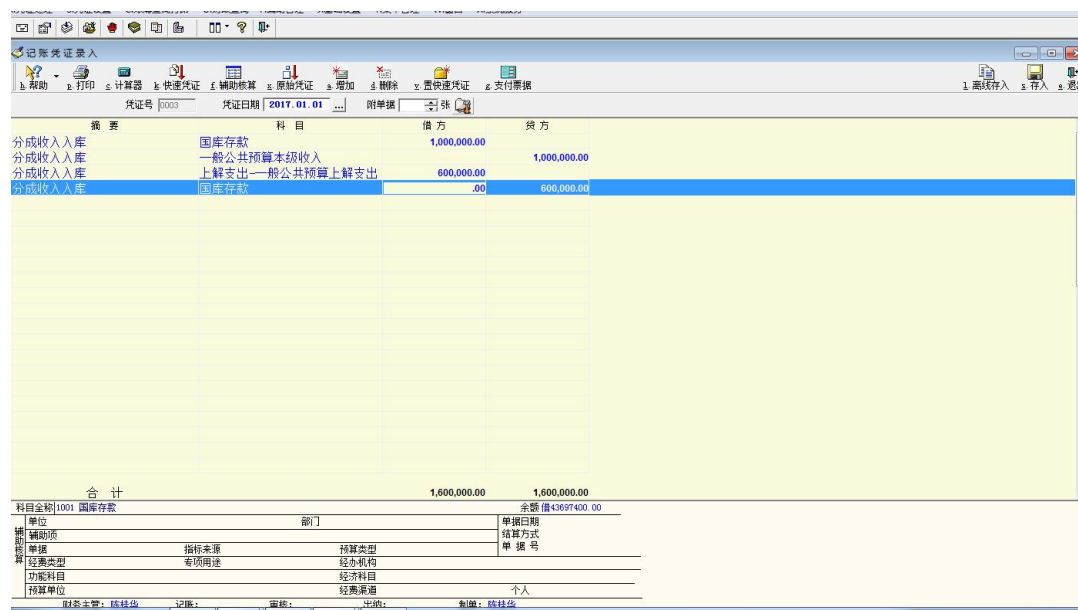 记账凭证录入
h.帮助 p.打印 c.计算器 k.快速凭证 f.辅助核算 z.原始凭证 a.增加 d.删除 v.置快速凭证 g.支付票据 l.离线存入 s.存入
凭证号 0003 凭证日期 2017.01.01 ... 附单据 张
摘 要 科 目 借 方 贷 方
分成收入入库 国库存款 1,000,000.00
分成收入入库 一般公共预算本级收入 1,000,000.00
分成收入入库 上解支出-一般公共预算上解支出 600,000.00
分成收入入库 国库存款 .00 600,000.00
合 计 1,600,000.00 1,600,000.00
科目全称 1001 国库存款 余额 借43697400.00
辅助核算
单位 部门 单据日期
辅助项 结算方式
单据 指标来源 预算类型 单 据 号
经费类型 专项用途 经办机构
功能科目 经济科目
预算单位 经费渠道 个人
财务主管: 陈桂华 记账: 审核: 出纳: 制单: 陈桂华